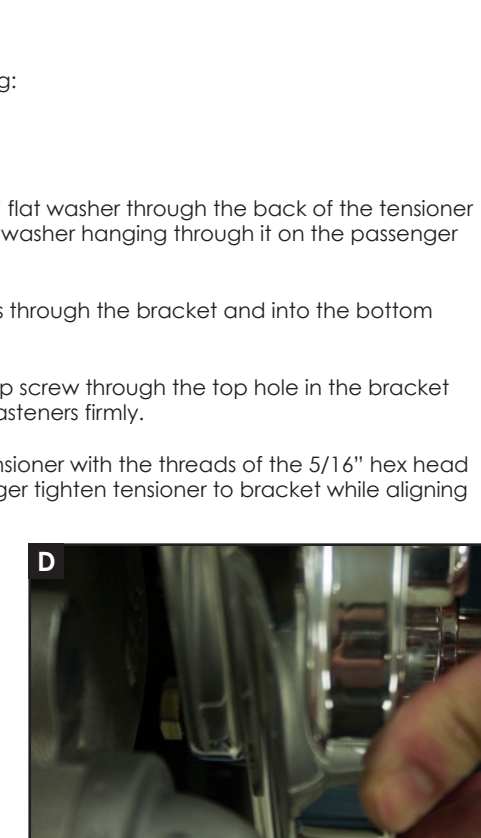 g:
flat washer through the back of the tensioner
washer hanging through it on the passenger
s through the bracket and into the bottom
p screw through the top hole in the bracket
asteners firmly.
nsioner with the threads of the 5/16” hex head
ger tighten tensioner to bracket while aligning
D